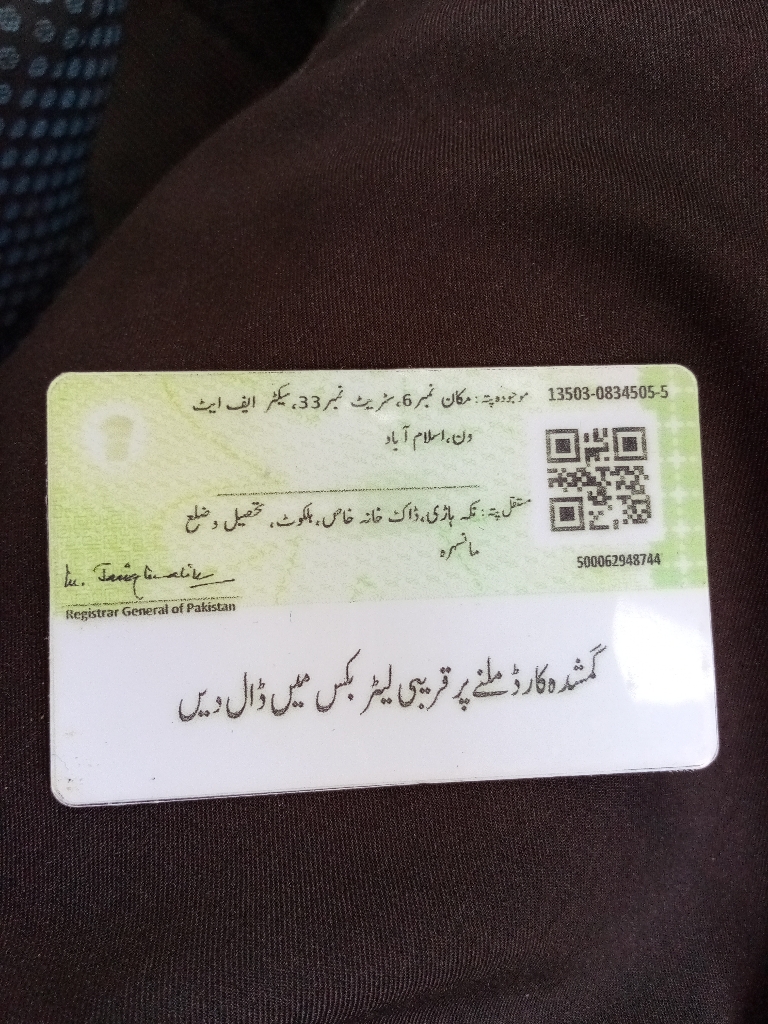 13503-0834505-5
موجودہ پتہ: مکان نمبر 6، سٹریٹ نمبر 33، سیکٹر ایف ایٹ
ون، اسلام آباد
مستقل پتہ: ہاڑی، ڈاک خانہ خاص، بلکوٹ، تحصیل و ضلع
مانسہرہ
500062948744
Registrar General of Pakistan
گمشدہ کارڈ ملنے پر قریبی لیٹر بکس میں ڈال دیں